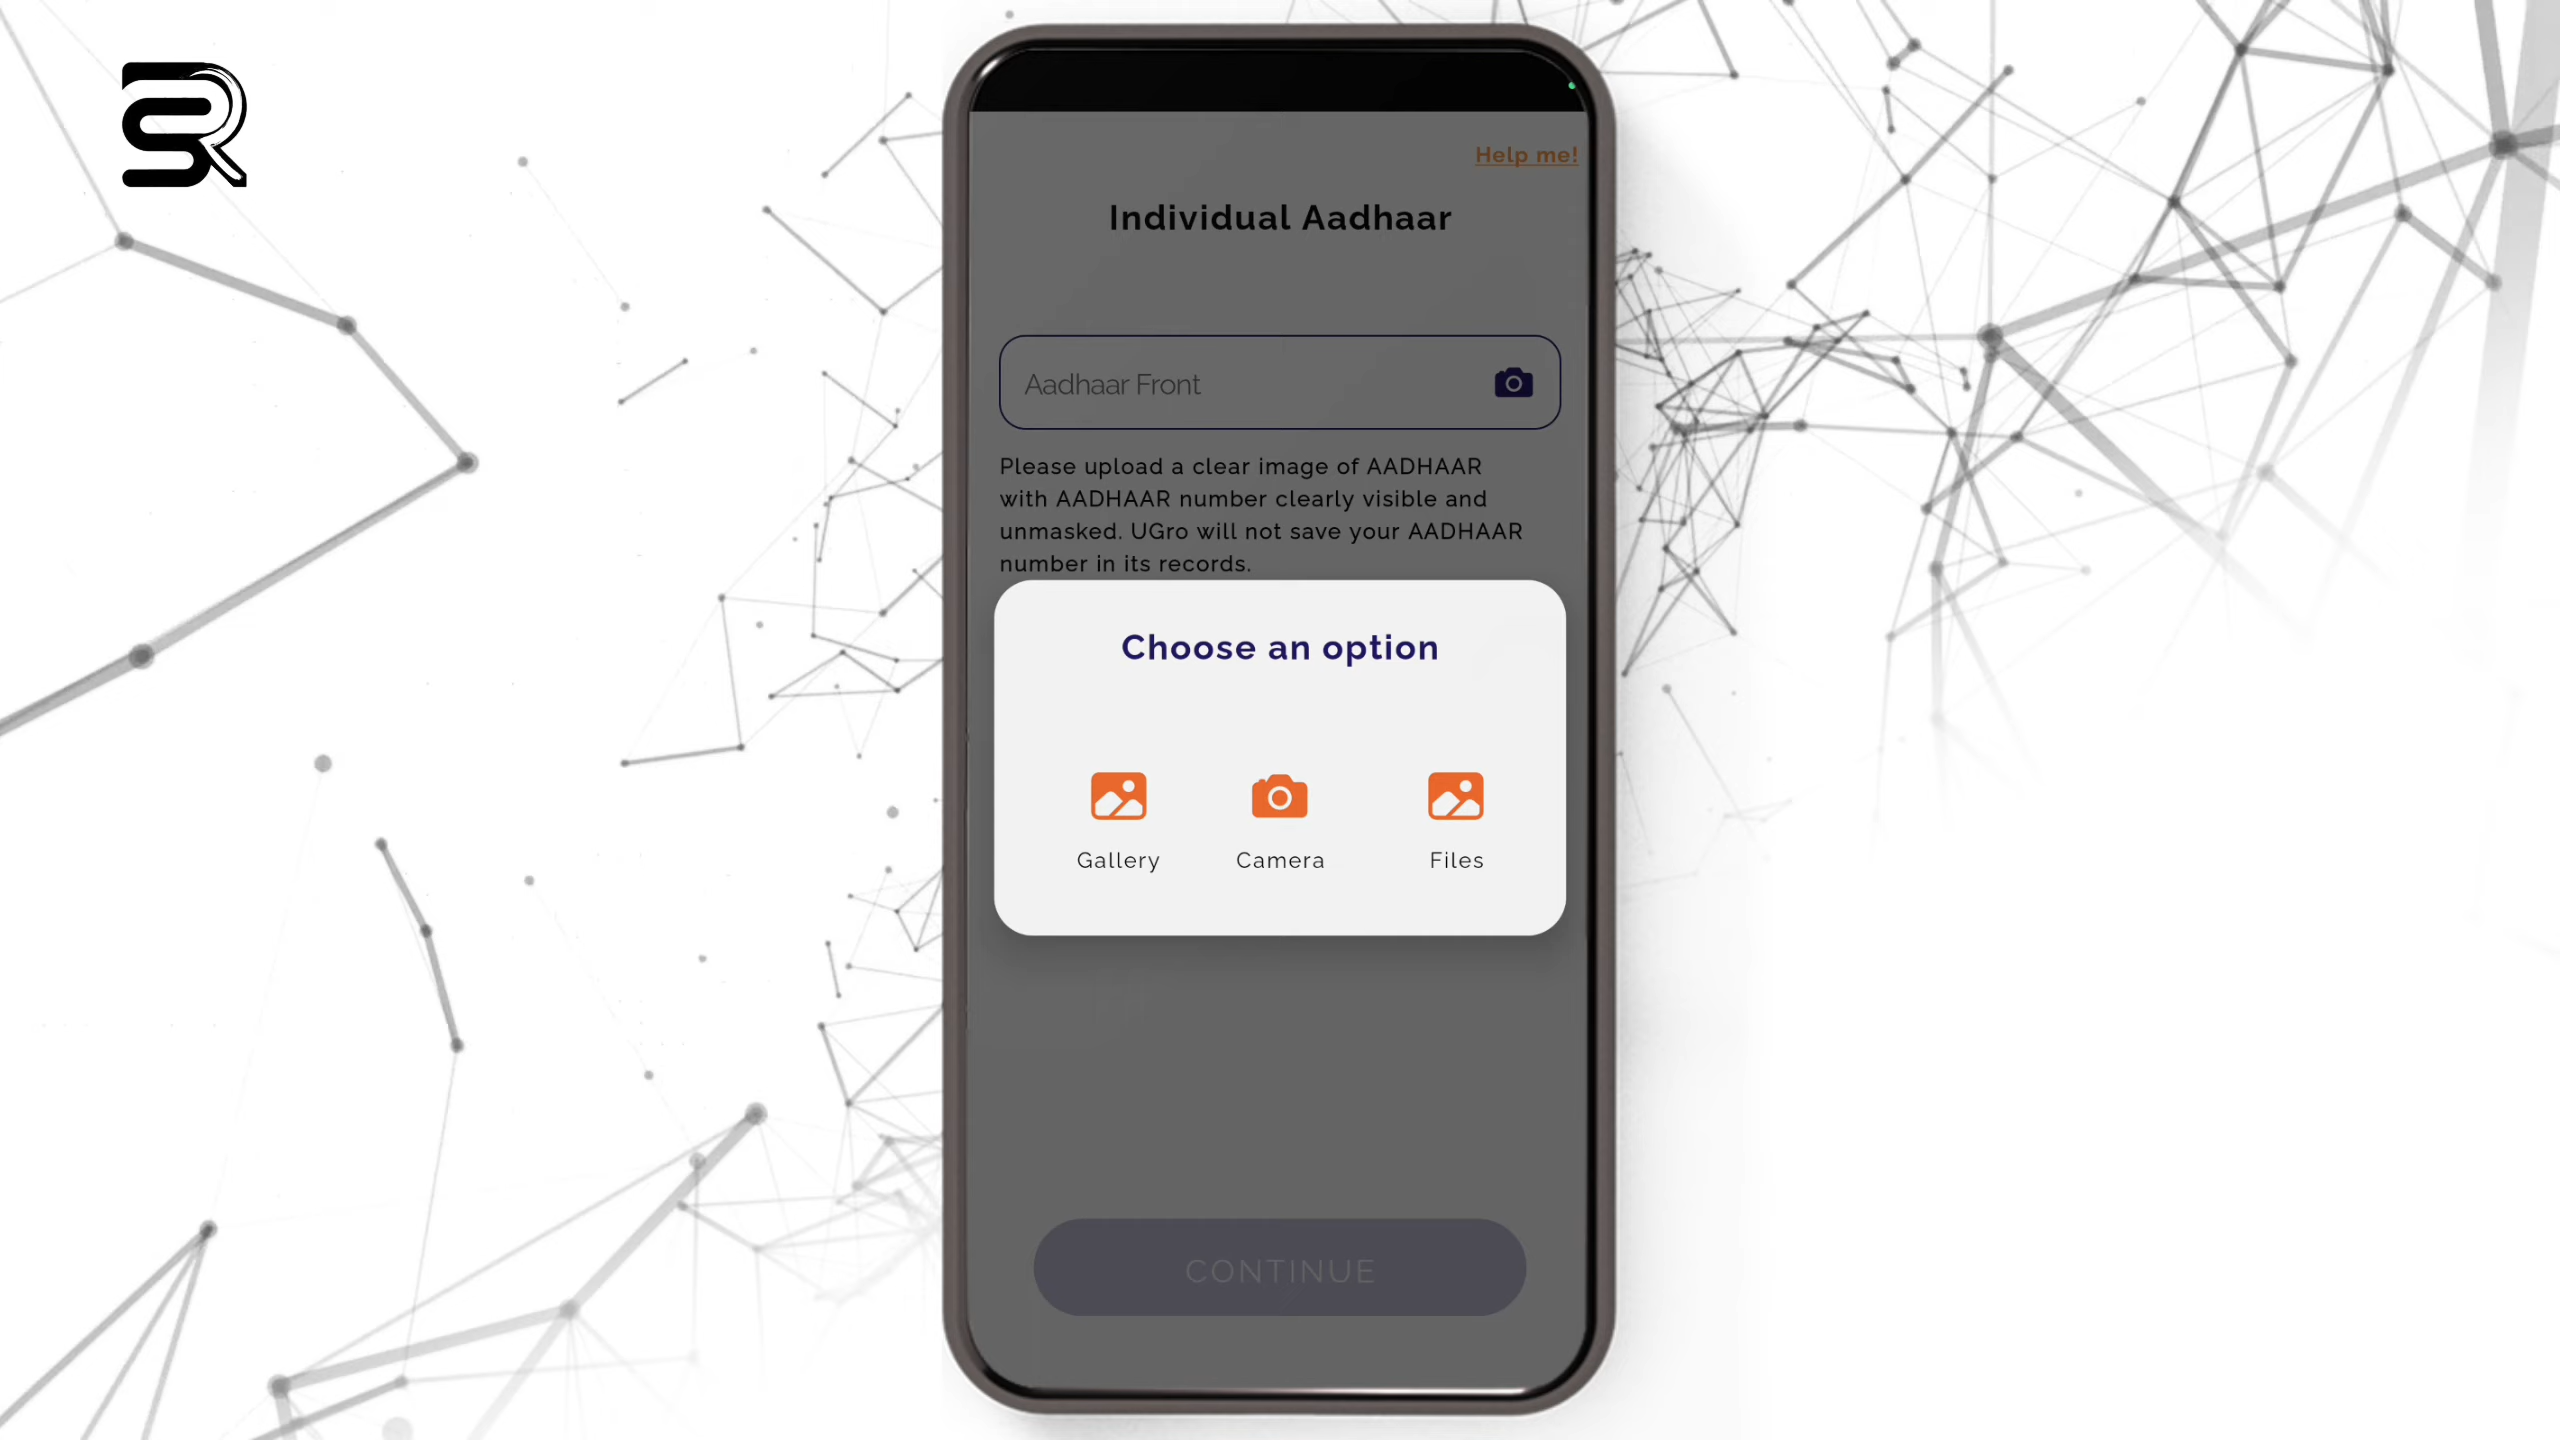 Help me!
Individual Aadhaar
Aadhaar Front
Please upload a clear image of AADHAAR
with AADHAAR number clearly visible and
unmasked. UGro will not save your AADHAAR
number in its records.
Choose an option
Gallery Camera Files
CONTINUE